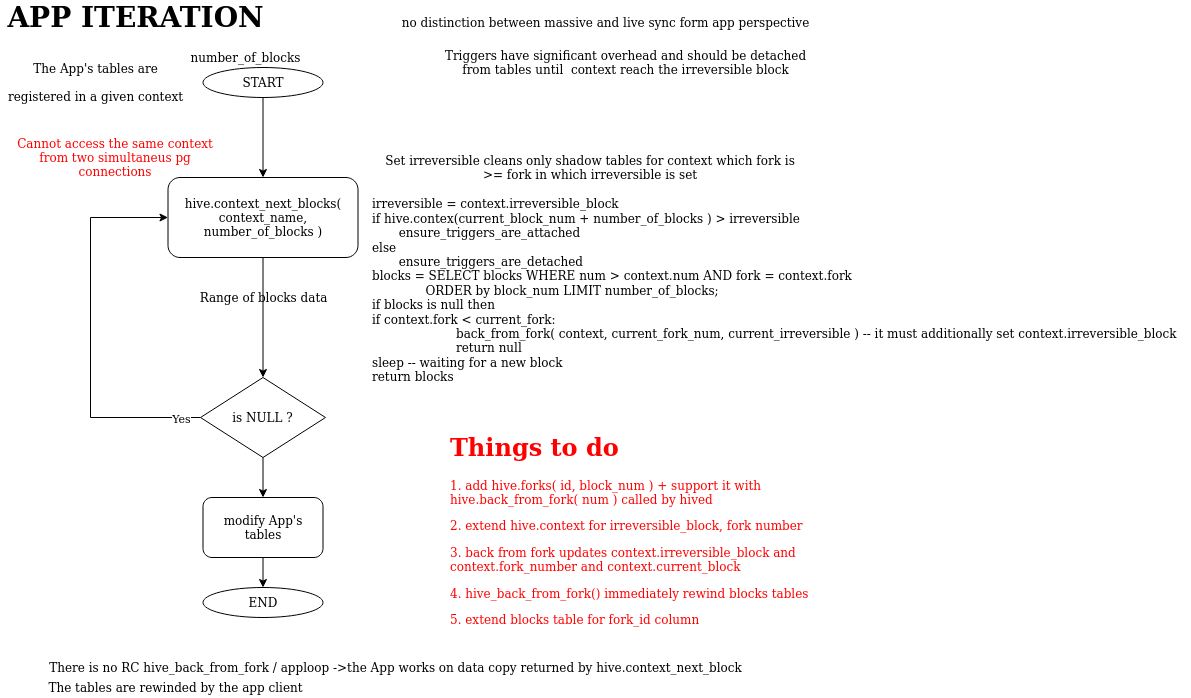 APP ITERATION
no distinction between massive and live sync form app perspective
number_of_blocks
Triggers have significant overhead and should be detached
from tables until  context reach the irreversible block
The App's tables are
registered in a given context
START
Cannot access the same context
from two simultaneus pg
connections
Set irreversible cleans only shadow tables for context which fork is
>= fork in which irreversible is set
hive.context_next_blocks(
context_name,
number_of_blocks )
irreversible = context.irreversible_block
if hive.contex(current_block_num + number_of_blocks ) > irreversible
ensure_triggers_are_attached
else
ensure_triggers_are_detached
blocks = SELECT blocks WHERE num > context.num AND fork = context.fork
ORDER by block_num LIMIT number_of_blocks;
if blocks is null then
if context.fork < current_fork:
back_from_fork( context, current_fork_num, current_irreversible ) -- it must additionally set context.irreversible_block
return null
sleep -- waiting for a new block
return blocks
Range of blocks data
is NULL ?
Yes
modify App's
tables
END
Things to do
1. add hive.forks( id, block_num ) + support it with
hive.back_from_fork( num ) called by hived
2. extend hive.context for irreversible_block, fork number
3. back from fork updates context.irreversible_block and
context.fork_number and context.current_block
4. hive_back_from_fork() immediately rewind blocks tables
5. extend blocks table for fork_id column
There is no RC hive_back_from_fork / apploop ->the App works on data copy returned by hive.context_next_block
The tables are rewinded by the app client